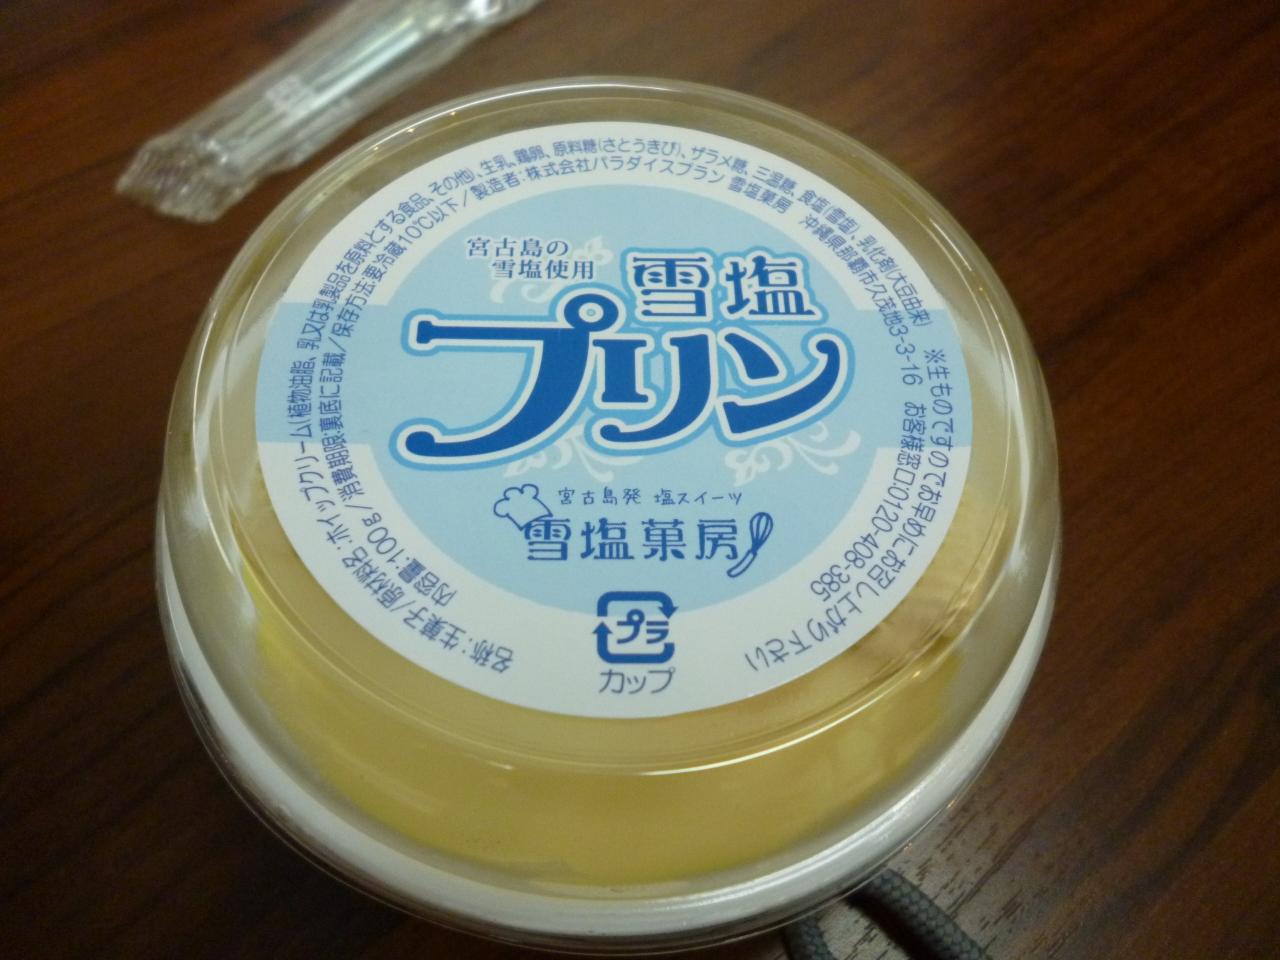 宮古島の
雪塩使用
雪塩
プリン
宮古島発 塩スイーツ
雪塩菓房
プラ
カップ
名称:生菓子/原材料名:ホイップクリーム(植物油脂、乳又は乳製品を原料とする食品、その他)、生乳、鶏卵、原料糖(さとうきび)、ザラメ糖、三温糖、食塩(雪塩)、乳化剤(大豆由来)
内容量:100g/消費期限:裏底に記載/保存方法:要冷蔵10℃以下/製造者:株式会社パラダイスプラン 雪塩菓房 沖縄県那覇市久茂地3-3-16 お客様窓口:0120-408-385
※生ものですのでお早めにお召し上がり下さい